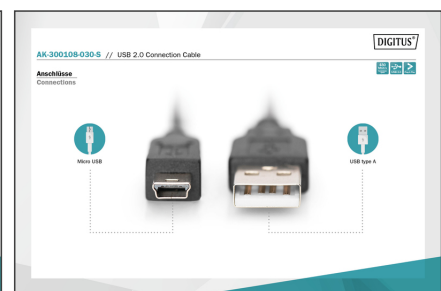 DIGITUS®
AK-300108-030-S // USB 2.0 Connection Cable
Anschlüsse
Connections
Micro USB
USB type A